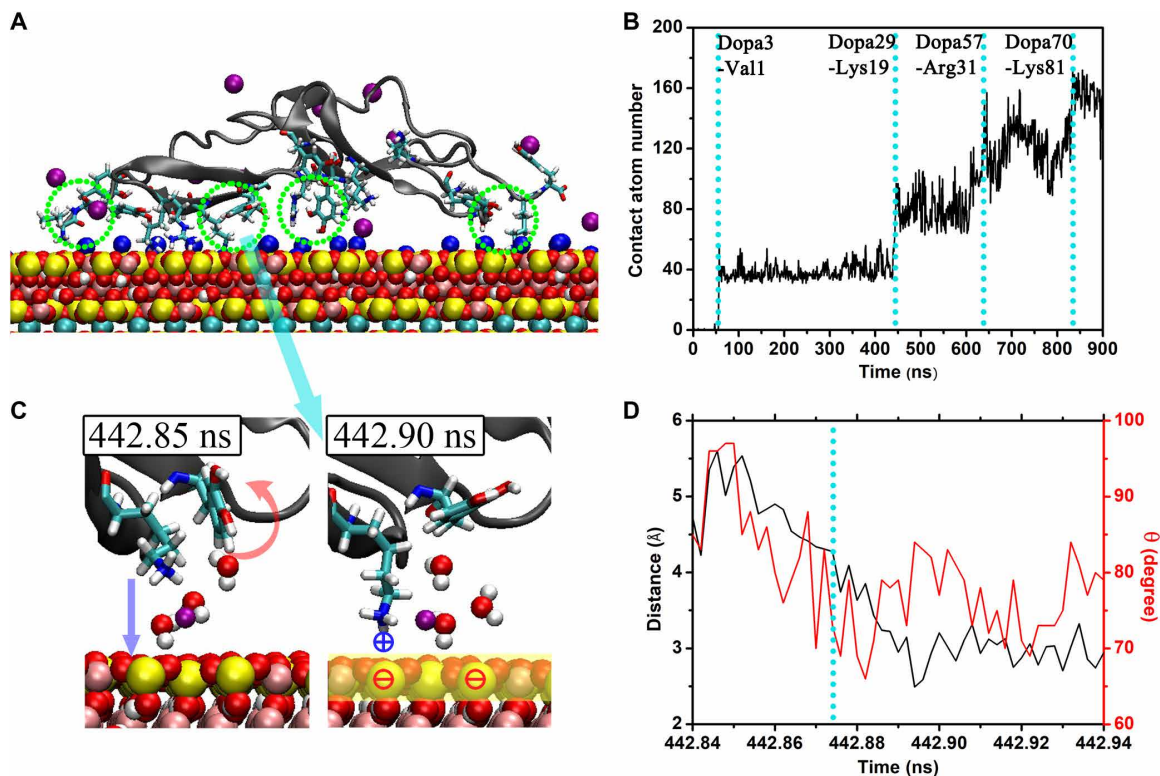 A
B
Contact atom number
200
160
120
80
40
0
Dopa3 Dopa29 Dopa57 Dopa70
-Val1 -Lys19 -Arg31 -Lys81
0 100 200 300 400 500 600 700 800 900
Time (ns)
C
442.85 ns
442.90 ns
⊕
⊖ ⊖
D
Distance (Å)
6
5
4
3
2
100
90
80
70
60
θ (degree)
442.84 442.86 442.88 442.90 442.92 442.94
Time (ns)